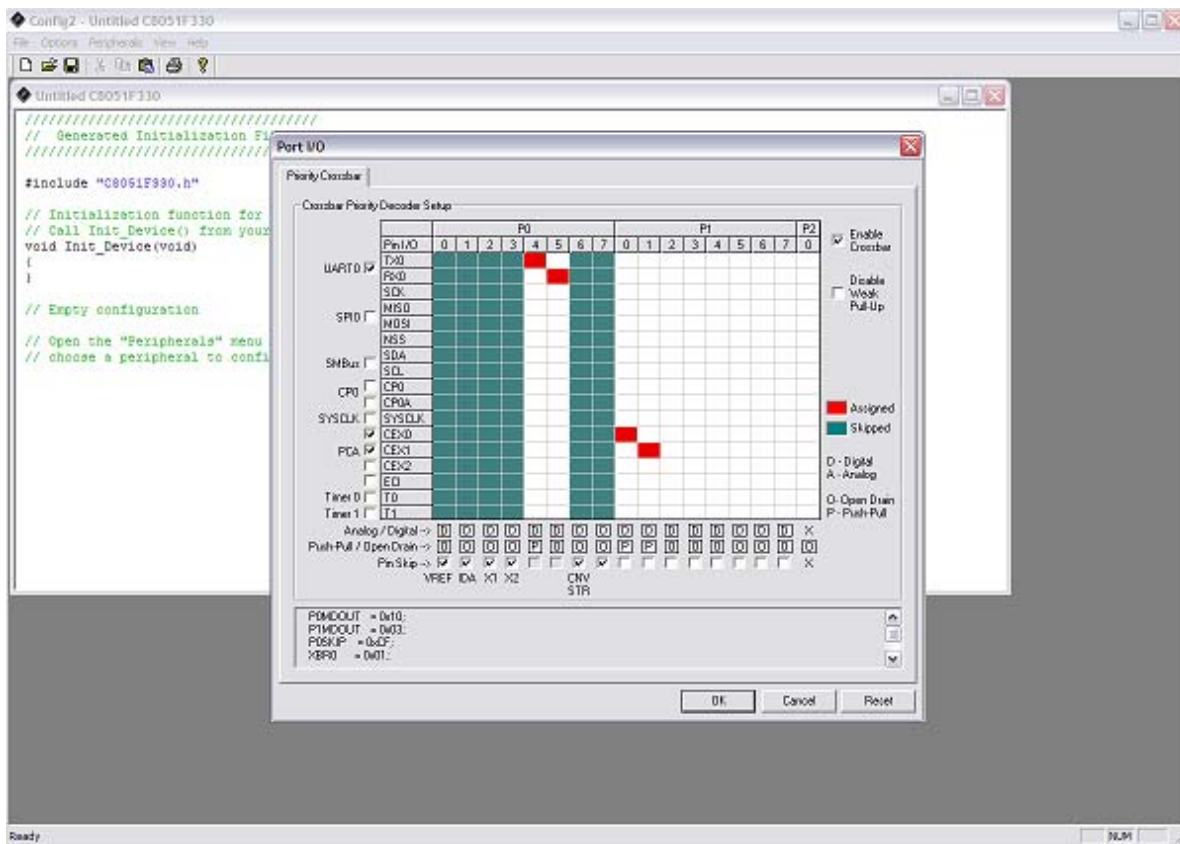 Config2 - Untitled C8051F330
File Options Peripherals View Help
Untitled C8051F330
/////////////////////////////////////
// Generated Initialization Fi
#include "C8051F330.h"
// Initialization function for
// Call Init_Device() from your
void Init_Device(void)
{
}
// Empty configuration
// Open the "Peripherals" menu
// choose a peripheral to confi
Port I/O
Priority Crossbar
Crossbar Priority Decoder Setup
P0 P1 P2
Pin I/O 0 1 2 3 4 5 6 7 0 1 2 3 4 5 6 7 0
UART0 TX0
RX0
SCK
SPI0 MISO
MOSI
NSS
SMBus SDA
SCL
CP0 CP0
CP0A
SYSCLK SYSCLK
CEX0
PCA CEX1
CEX2
ECI
Timer 0 T0
Timer 1 T1
Analog / Digital -> D D D D D D D D D D D D D D D D X
Push-Pull / Open Drain -> O O O O P O O O P P O O O O O O O
Pin Skip -> X
VREF IDA X1 X2 CNV
STR
Enable
Crossbar
Disable
Weak
Pull-Up
Assigned
Skipped
D - Digital
A - Analog
O - Open Drain
P - Push-Pull
P0MDOUT = 0x10;
P1MDOUT = 0x03;
P0SKIP = 0xCF;
XBR0 = 0x01;
OK Cancel Reset
Ready NUM